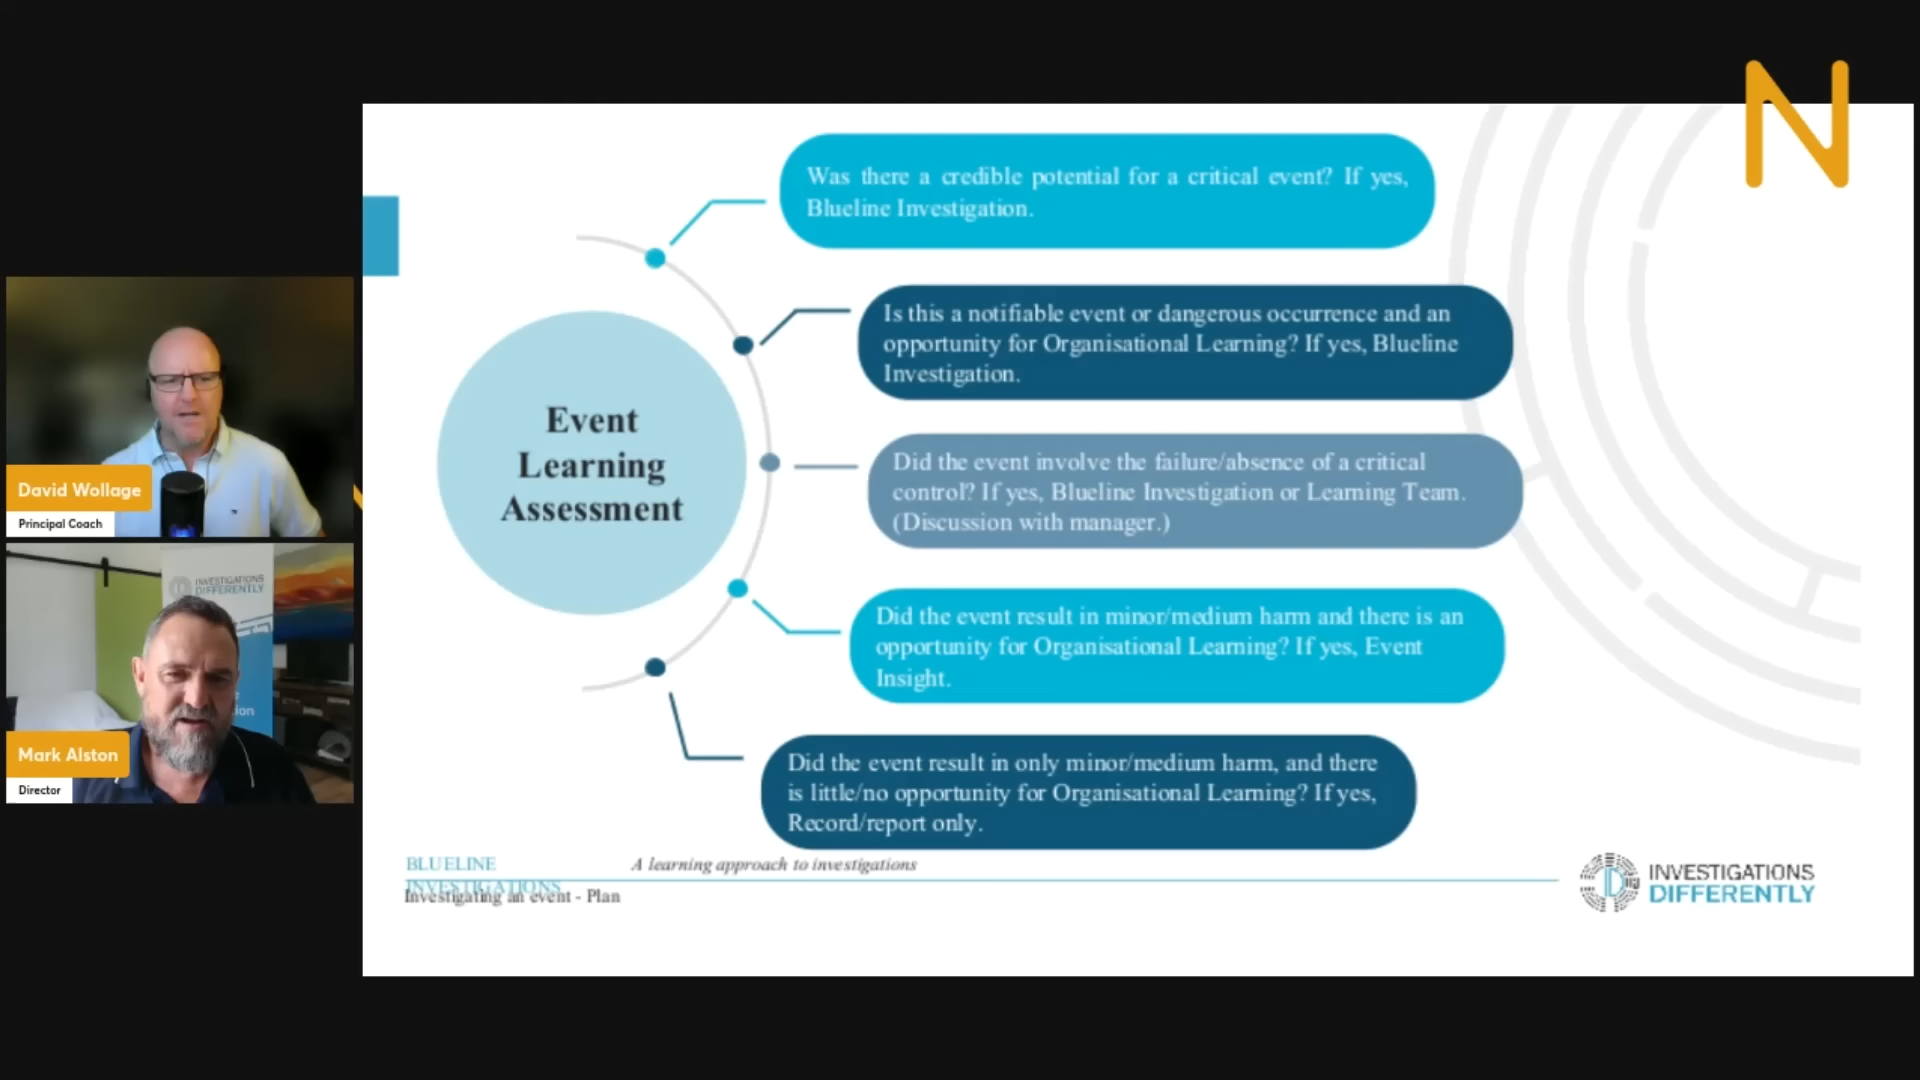 N
Was there a credible potential for a critical event? If yes,
Blueline Investigation.
Is this a notifiable event or dangerous occurrence and an
opportunity for Organisational Learning? If yes, Blueline
Investigation.
Event
Learning
Assessment
Did the event involve the failure/absence of a critical
control? If yes, Blueline Investigation or Learning Team.
(Discussion with manager.)
Did the event result in minor/medium harm and there is an
opportunity for Organisational Learning? If yes, Event
Insight.
Did the event result in only minor/medium harm, and there
is little/no opportunity for Organisational Learning? If yes,
Record/report only.
BLUELINE
INVESTIGATIONS
A learning approach to investigations
Investigating an event - Plan
INVESTIGATIONS
DIFFERENTLY
David Wollage
Principal Coach
INVESTIGATIONS
DIFFERENTLY
Mark Alston
Director